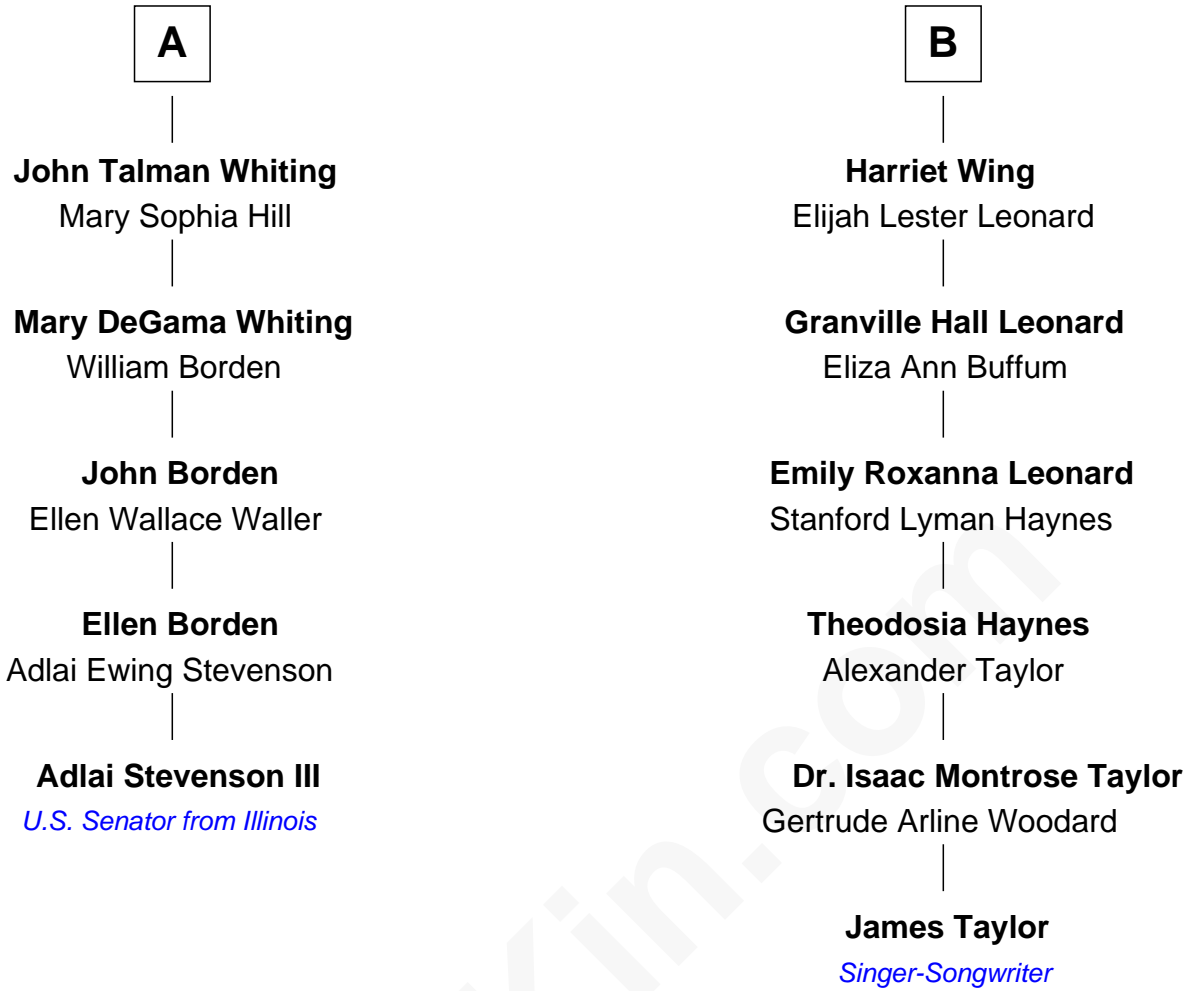 A
John Talman Whiting
Mary Sophia Hill
Mary DeGama Whiting
William Borden
John Borden
Ellen Wallace Waller
Ellen Borden
Adlai Ewing Stevenson
Adlai Stevenson III
U.S. Senator from Illinois
B
Harriet Wing
Elijah Lester Leonard
Granville Hall Leonard
Eliza Ann Buffum
Emily Roxanna Leonard
Stanford Lyman Haynes
Theodosia Haynes
Alexander Taylor
Dr. Isaac Montrose Taylor
Gertrude Arline Woodard
James Taylor
Singer-Songwriter